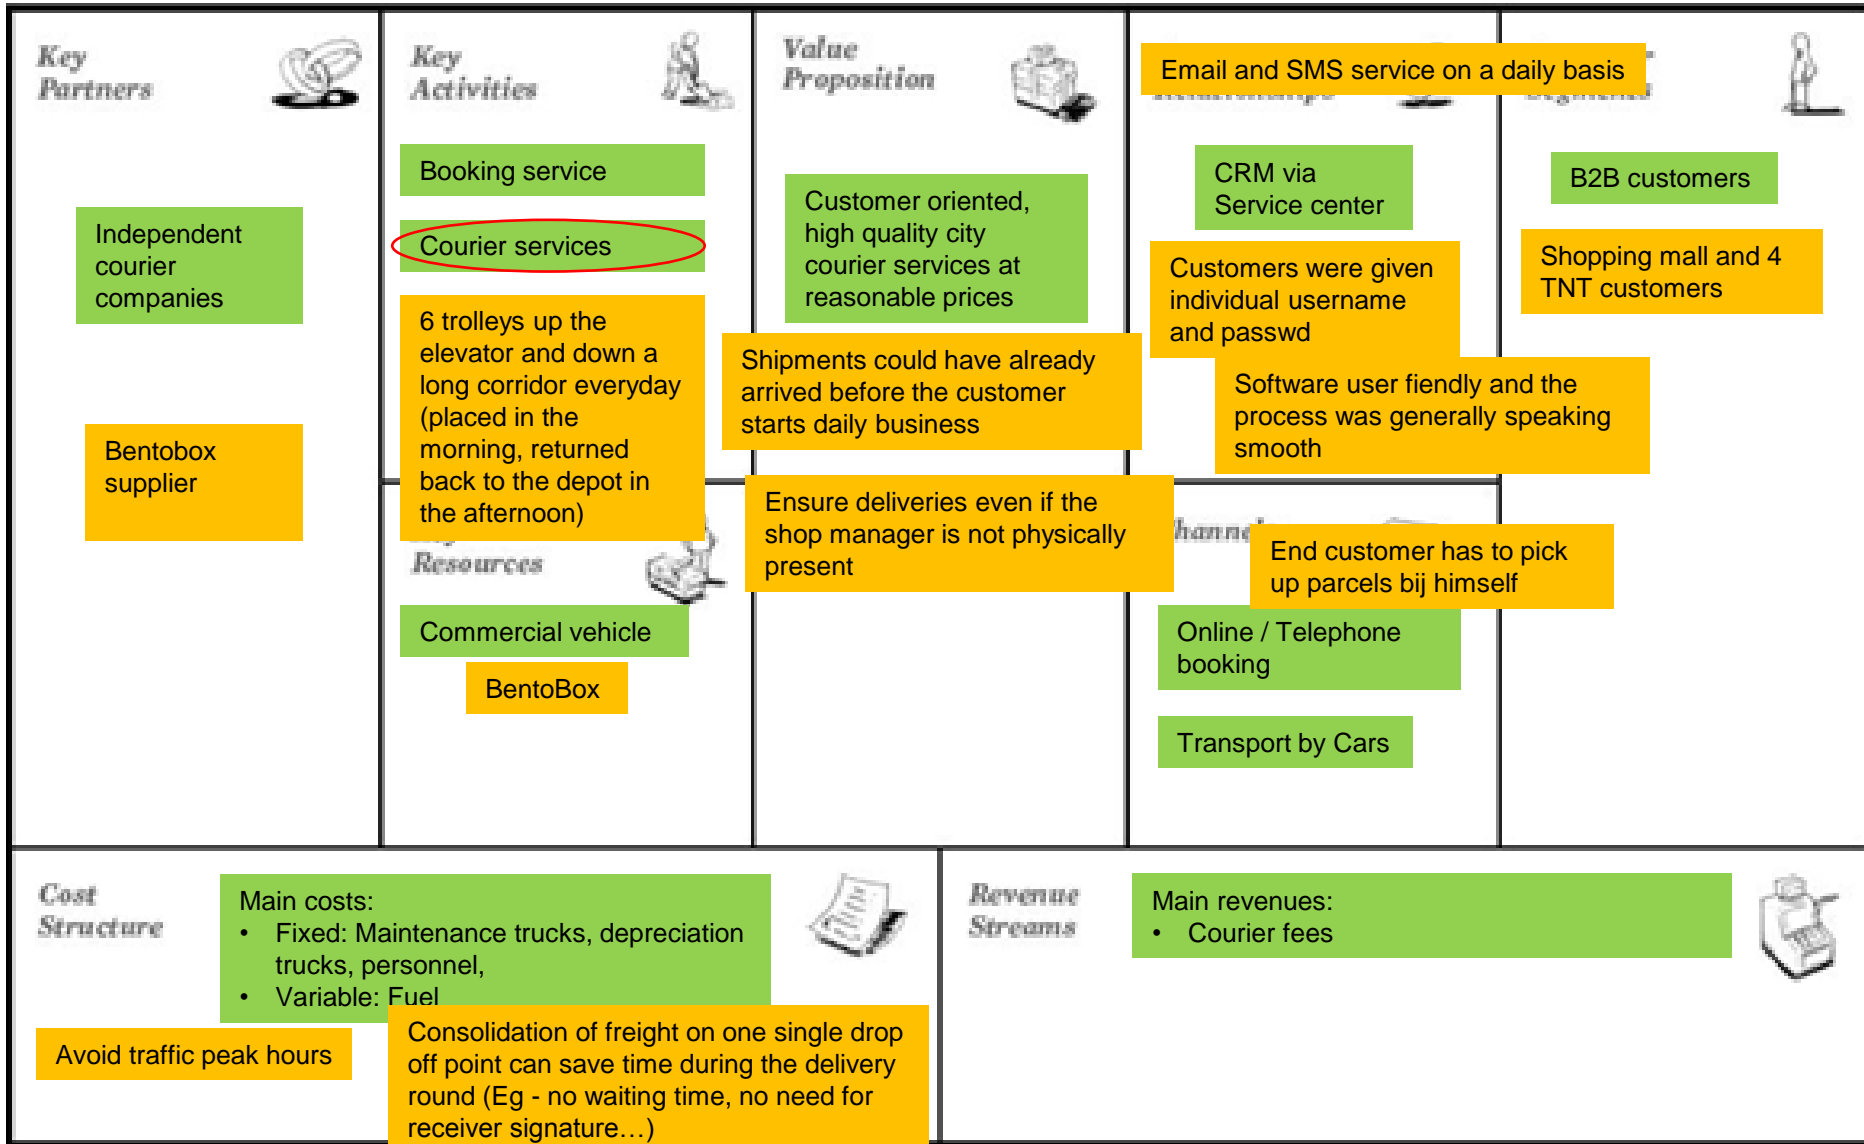 Key
Partners
Independent
courier
companies
Bentobox
supplier
Key
Activities
Booking service
Courier services
6 trolleys up the
elevator and down a
long corridor everyday
(placed in the
morning, returned
back to the depot in
the afternoon)
Resources
Commercial vehicle
BentoBox
Value
Proposition
Customer oriented,
high quality city
courier services at
reasonable prices
Shipments could have already
arrived before the customer
starts daily business
Ensure deliveries even if the
shop manager is not physically
present
Email and SMS service on a daily basis
CRM via
Service center
Customers were given
individual username
and passwd
Software user fiendly and the
process was generally speaking
smooth
End customer has to pick
up parcels bij himself
Online / Telephone
booking
Transport by Cars
B2B customers
Shopping mall and 4
TNT customers
Cost
Structure
Main costs:
• Fixed: Maintenance trucks, depreciation
trucks, personnel,
• Variable: Fuel
Avoid traffic peak hours
Consolidation of freight on one single drop
off point can save time during the delivery
round (Eg - no waiting time, no need for
receiver signature…)
Revenue
Streams
Main revenues:
• Courier fees